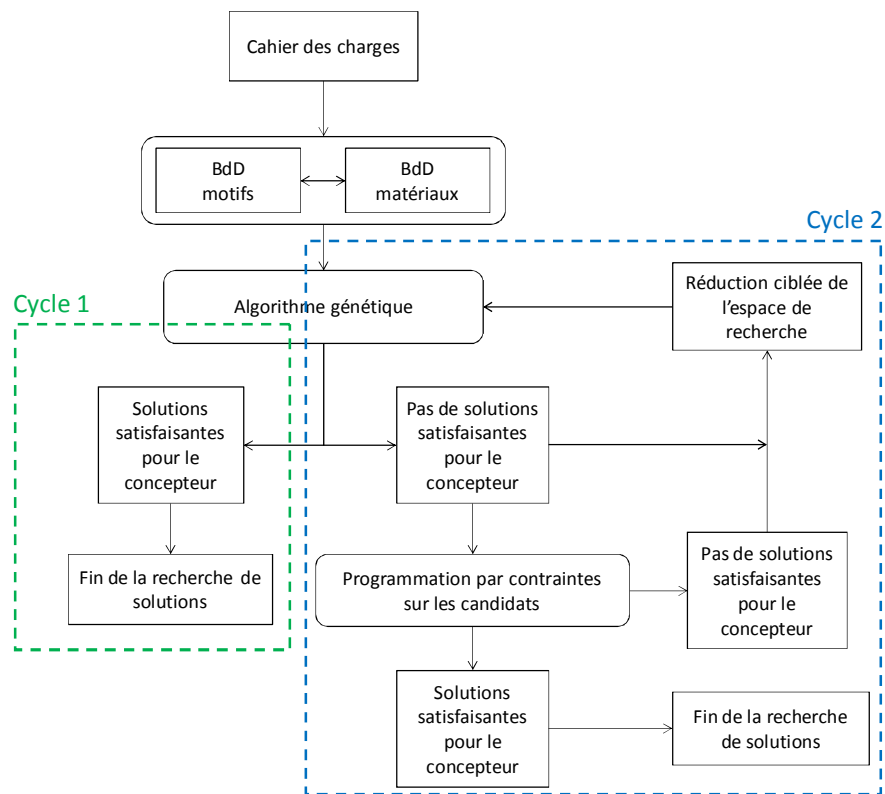 Cahier des charges
BdD
motifs
BdD
matériaux
Cycle 2
Algorithme génétique
Réduction ciblée de
l’espace de
recherche
Cycle 1
Solutions
satisfaisantes
pour le
concepteur
Pas de solutions
satisfaisantes
pour le
concepteur
Fin de la recherche de
solutions
Programmation par contraintes
sur les candidats
Pas de solutions
satisfaisantes
pour le
concepteur
Solutions
satisfaisantes
pour le
concepteur
Fin de la recherche
de solutions